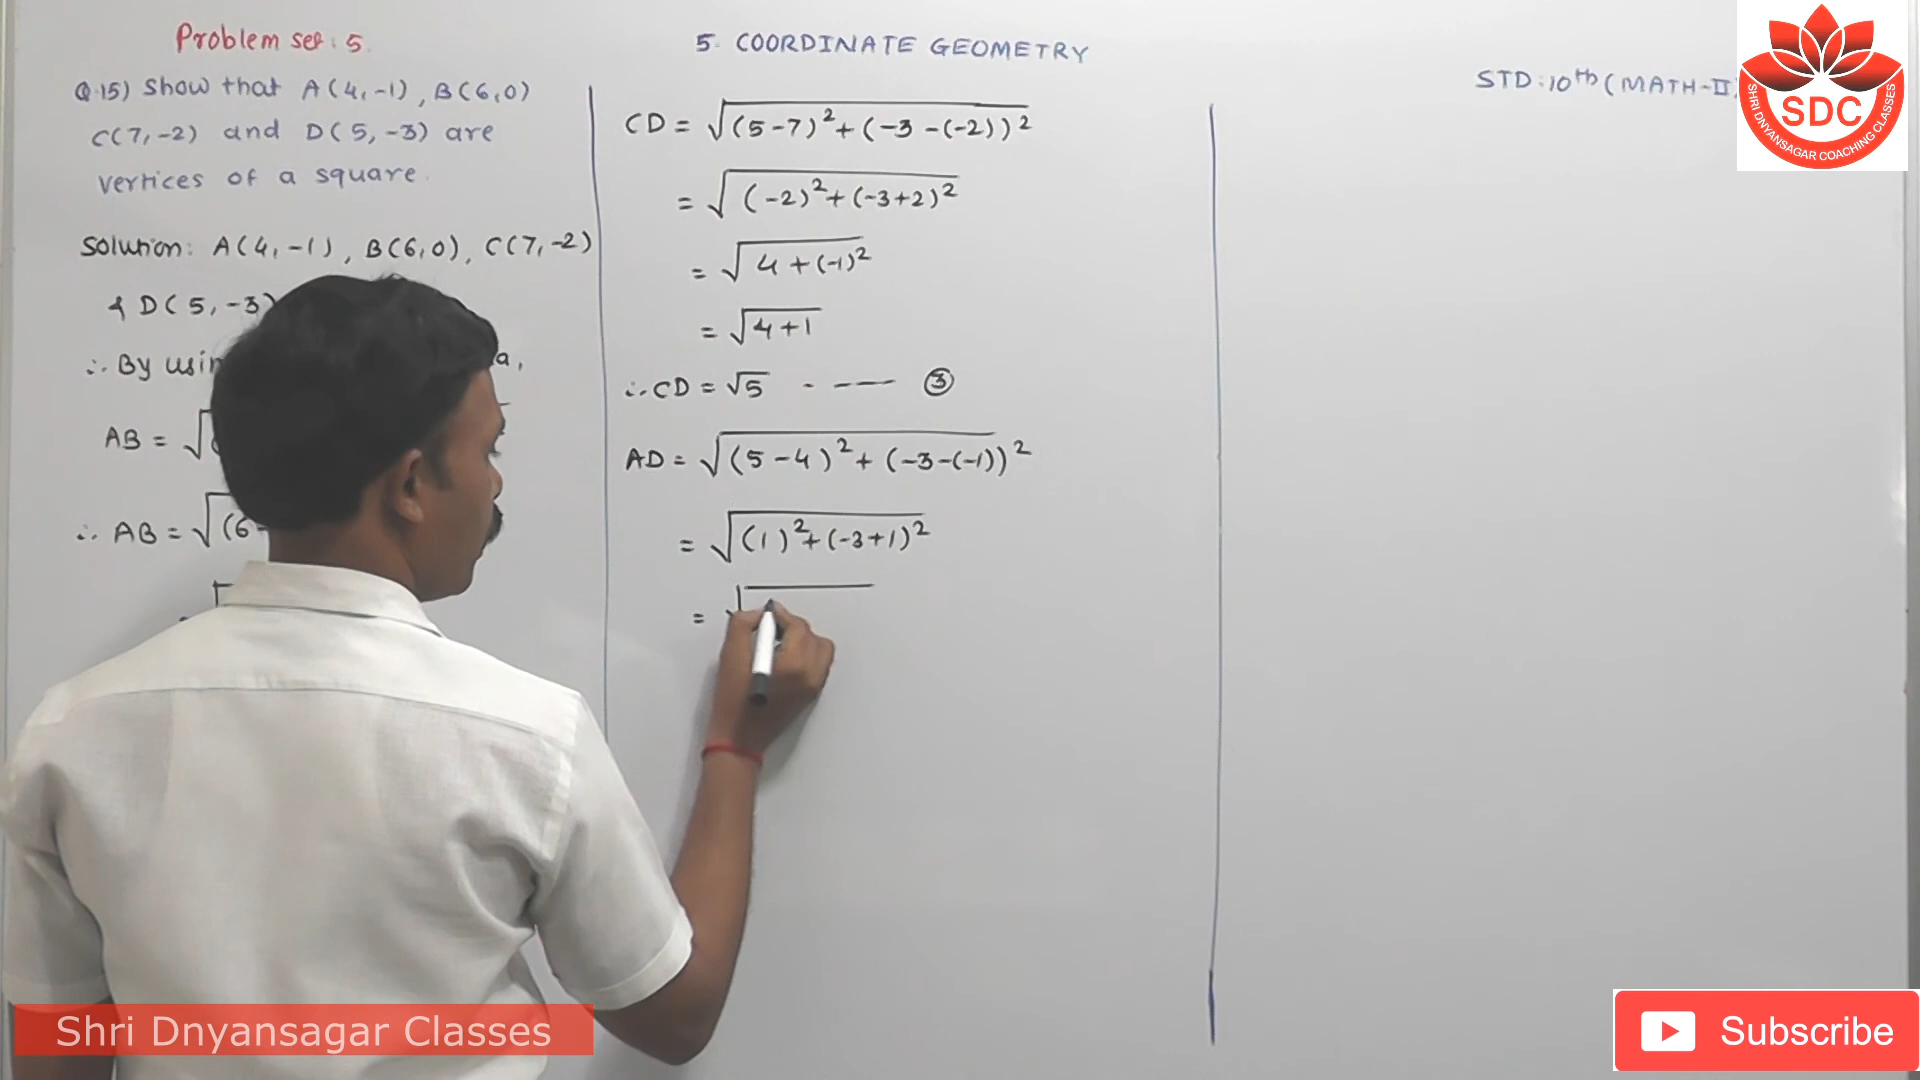 Problem set: 5.
Q.15) Show that A(4,-1), B(6,0)
C(7,-2) and D(5,-3) are
vertices of a square.
Solution: A(4,-1), B(6,0), C(7,-2)
& D(5,-3)
∴ By
AB = √
∴ AB = √(6
5. COORDINATE GEOMETRY
CD = √(5-7)²+(-3-(-2))²
= √(-2)²+(-3+2)²
= √4+(-1)²
= √4+1
∴ CD = √5 - --- ③
AD = √(5-4)²+(-3-(-1))²
= √(1)²+(-3+1)²
= √
STD:10th (MATH-II)
SDC
SHRI DNYANSAGAR COACHING CLASSES
Shri Dnyansagar Classes
Subscribe